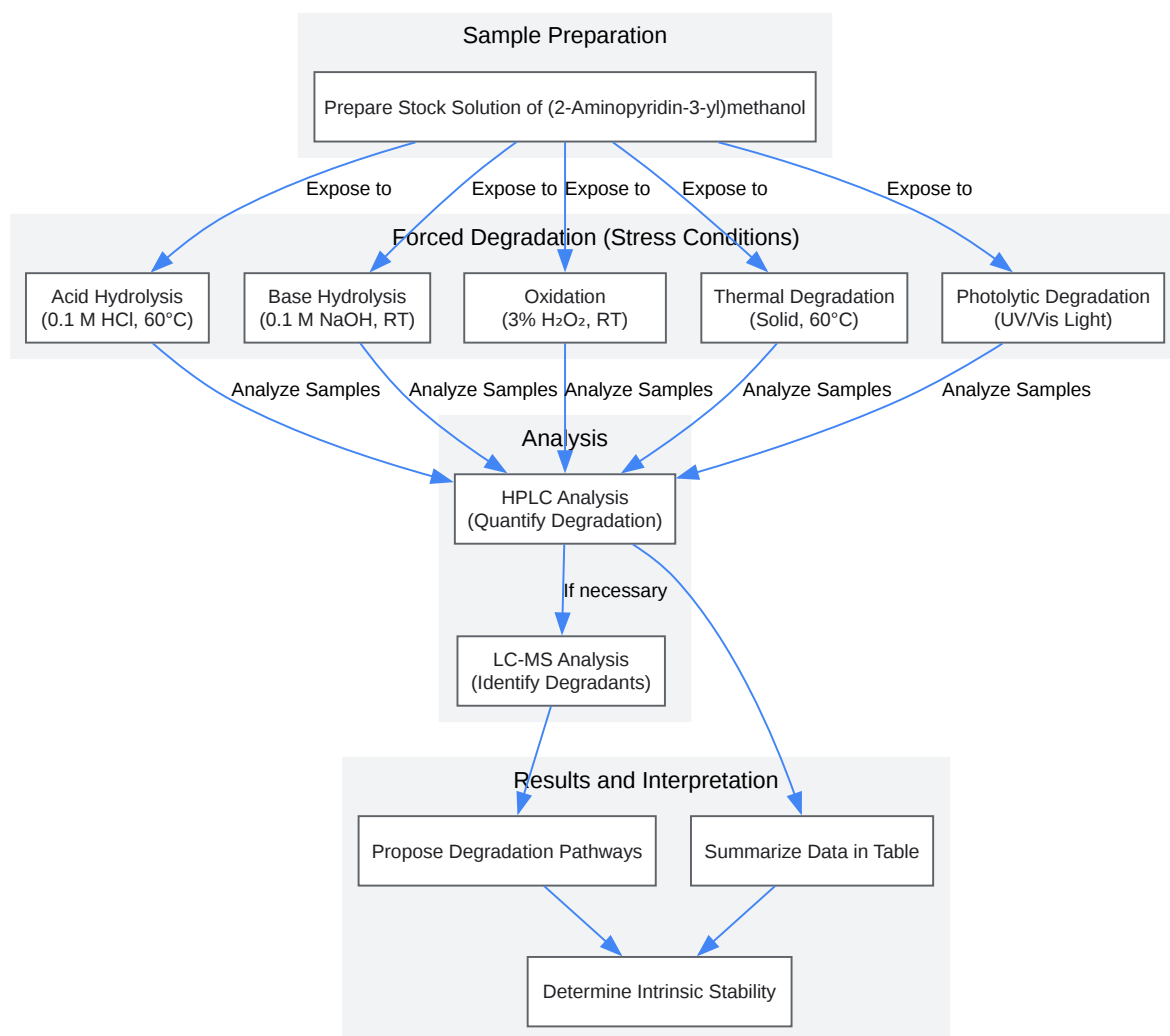 Sample Preparation
Prepare Stock Solution of (2-Aminopyridin-3-yl)methanol
Expose to
Expose to
Expose to
Expose to
Expose to
Forced Degradation (Stress Conditions)
Acid Hydrolysis
(0.1 M HCl, 60°C)
Base Hydrolysis
(0.1 M NaOH, RT)
Oxidation
(3% H₂O₂, RT)
Thermal Degradation
(Solid, 60°C)
Photolytic Degradation
(UV/Vis Light)
Analyze Samples
Analyze Samples
Analyze Samples
Analyze Samples
Analyze Samples
Analysis
HPLC Analysis
(Quantify Degradation)
If necessary
LC-MS Analysis
(Identify Degradants)
Results and Interpretation
Propose Degradation Pathways
Summarize Data in Table
Determine Intrinsic Stability